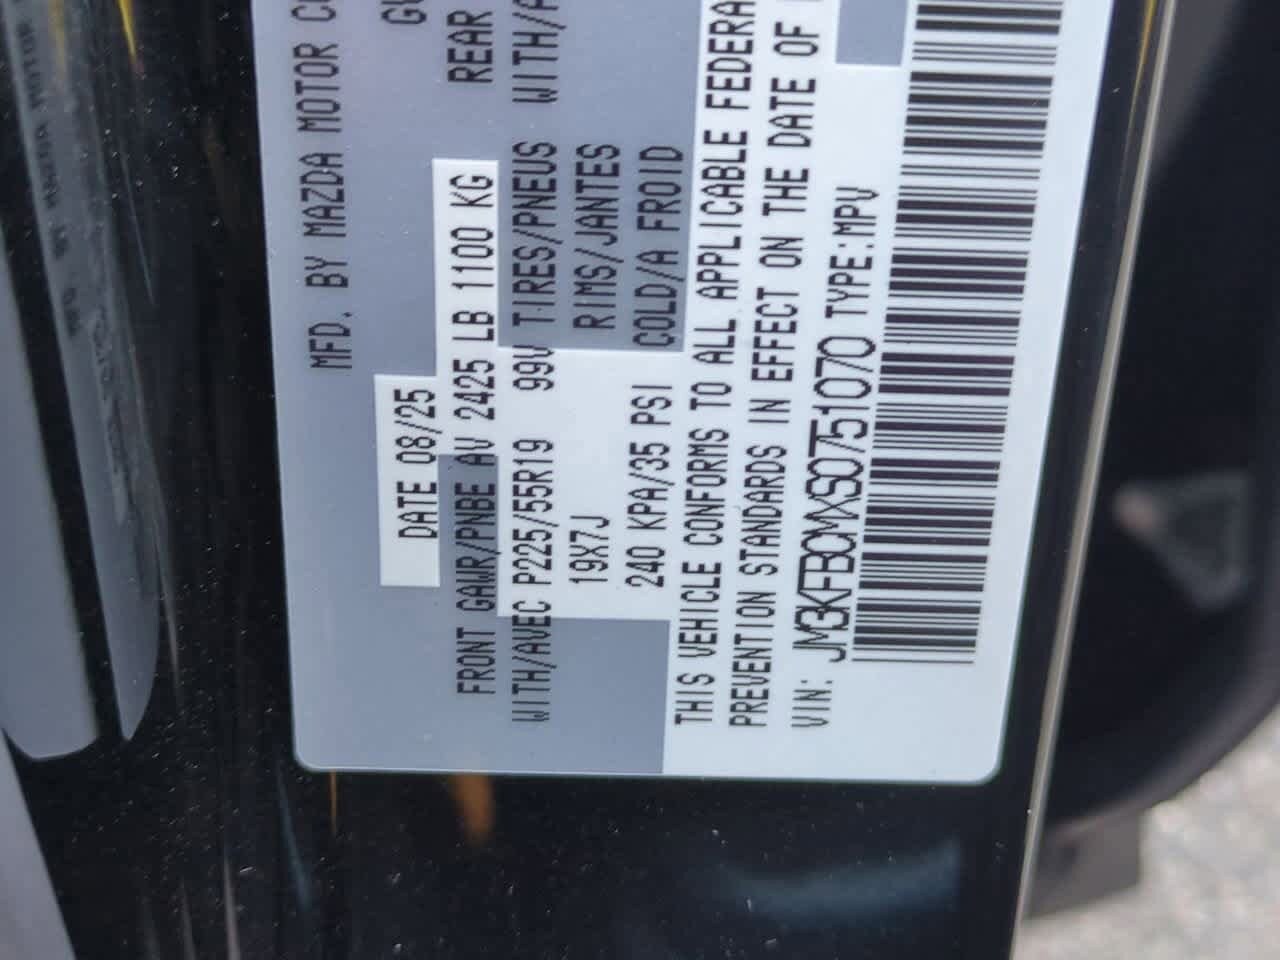 MFD. BY MAZDA MOTOR
DATE 08/25
FRONT GAWR/PNBE AV 2425 LB 1100 KG REAR
WITH/AVEC P225/55R19 99V TIRES/PNEUS WITH/
19X7J RIMS/JANTES
240 KPA/35 PSI COLD/A FROID
THIS VEHICLE CONFORMS TO ALL APPLICABLE FEDERA
PREVENTION STANDARDS IN EFFECT ON THE DATE OF
VIN: JM3KFBCMXS0751070 TYPE:MPV